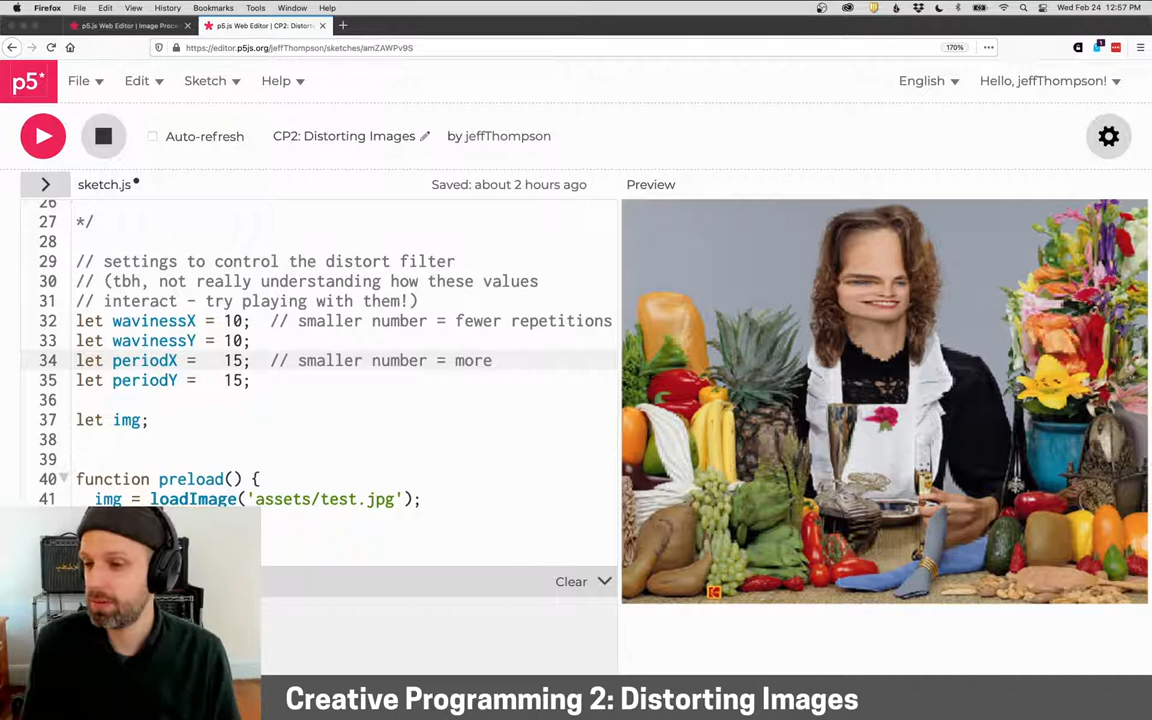 Firefox File Edit View History Bookmarks Tools Window Help Wed Feb 24 12:57 PM
p5.js Web Editor | Image Proce × p5.js Web Editor | CP2: Distort × +
https://editor.p5js.org/jeffThompson/sketches/amZAWPv9S 170%
p5* File Edit Sketch Help English Hello, jeffThompson!
Auto-refresh CP2: Distorting Images by jeffThompson
> sketch.js Saved: about 2 hours ago Preview
26
27 */
28
29 // settings to control the distort filter
30 // (tbh, not really understanding how these values
31 // interact - try playing with them!)
32 let wavinessX = 10; // smaller number = fewer repetitions
33 let wavinessY = 10;
34 let periodX = 15; // smaller number = more
35 let periodY = 15;
36
37 let img;
38
39
40 function preload() {
41 img = loadImage('assets/test.jpg');
Clear
Creative Programming 2: Distorting Images